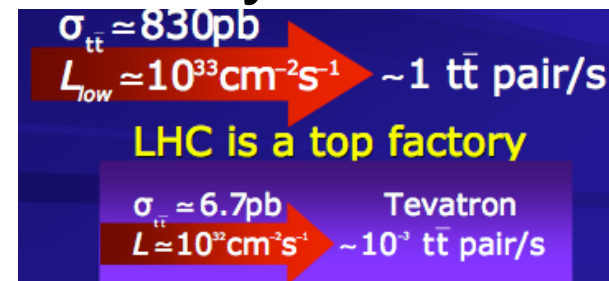 σtt̄ ≃830pb
Llow ≃10³³cm⁻²s⁻¹ ~1 tt̄ pair/s
LHC is a top factory
σtt̄ ≃6.7pb Tevatron
L≃10³²cm⁻²s⁻¹ ~10⁻³ tt̄ pair/s